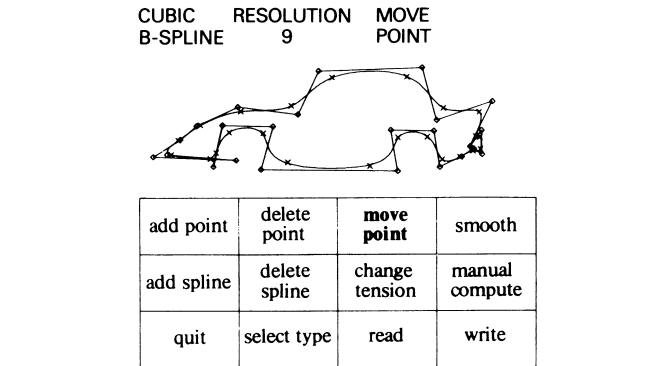 CUBIC RESOLUTION MOVE
B-SPLINE 9 POINT
add point delete point move point smooth
add spline delete spline change tension manual compute
quit select type read write